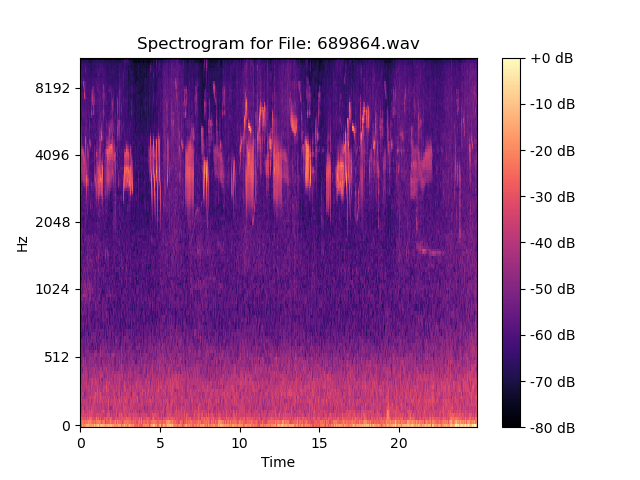 Spectrogram for File: 689864.wav
+0 dB
8192
-10 dB
4096
-20 dB
-30 dB
2048
Hz
-40 dB
1024
-50 dB
-60 dB
512
-70 dB
0
-80 dB
0 5 10 15 20
Time